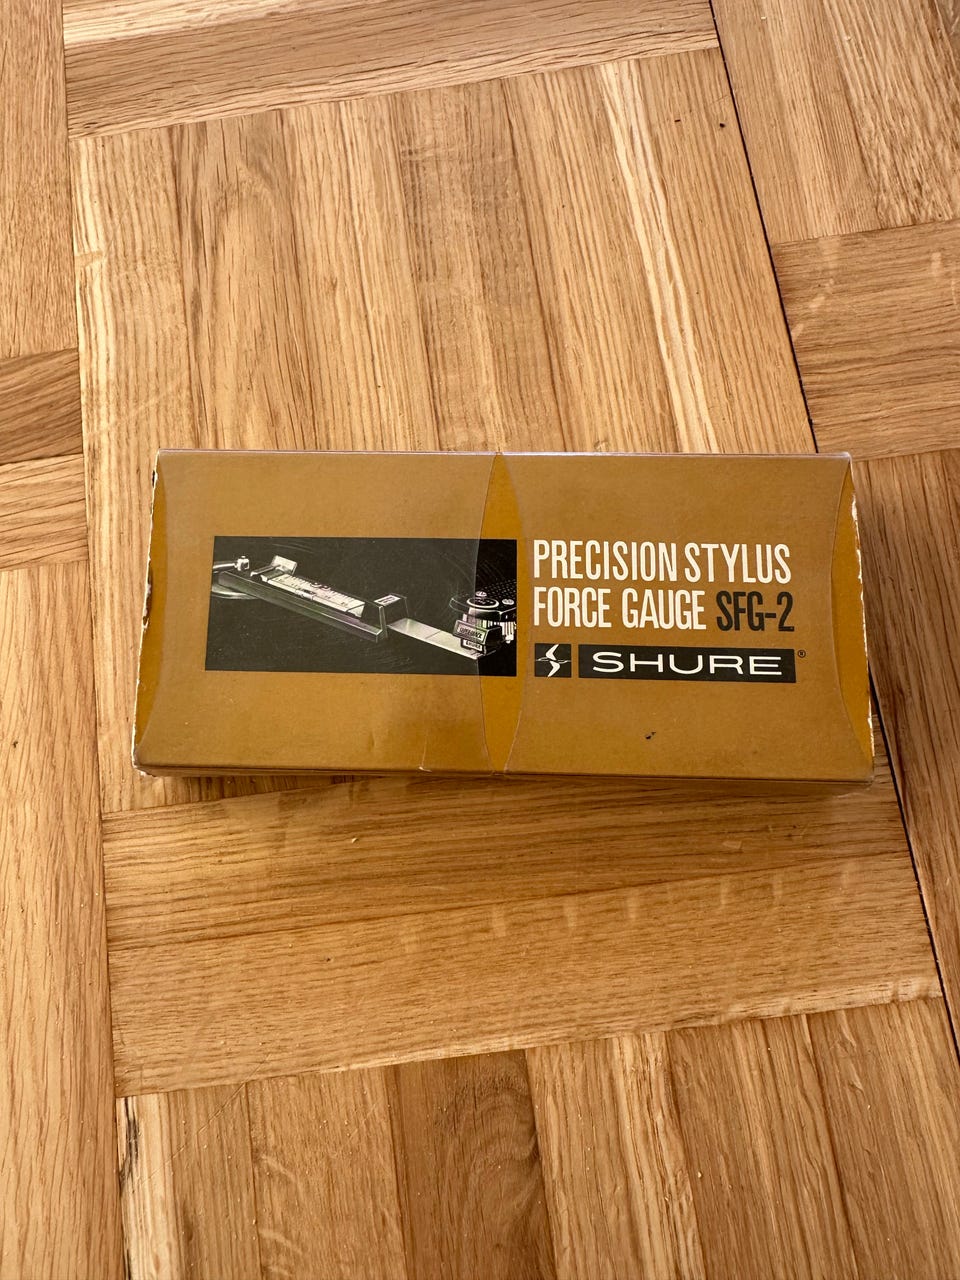 PRECISION STYLUS
FORCE GAUGE SFG-2
SHURE®